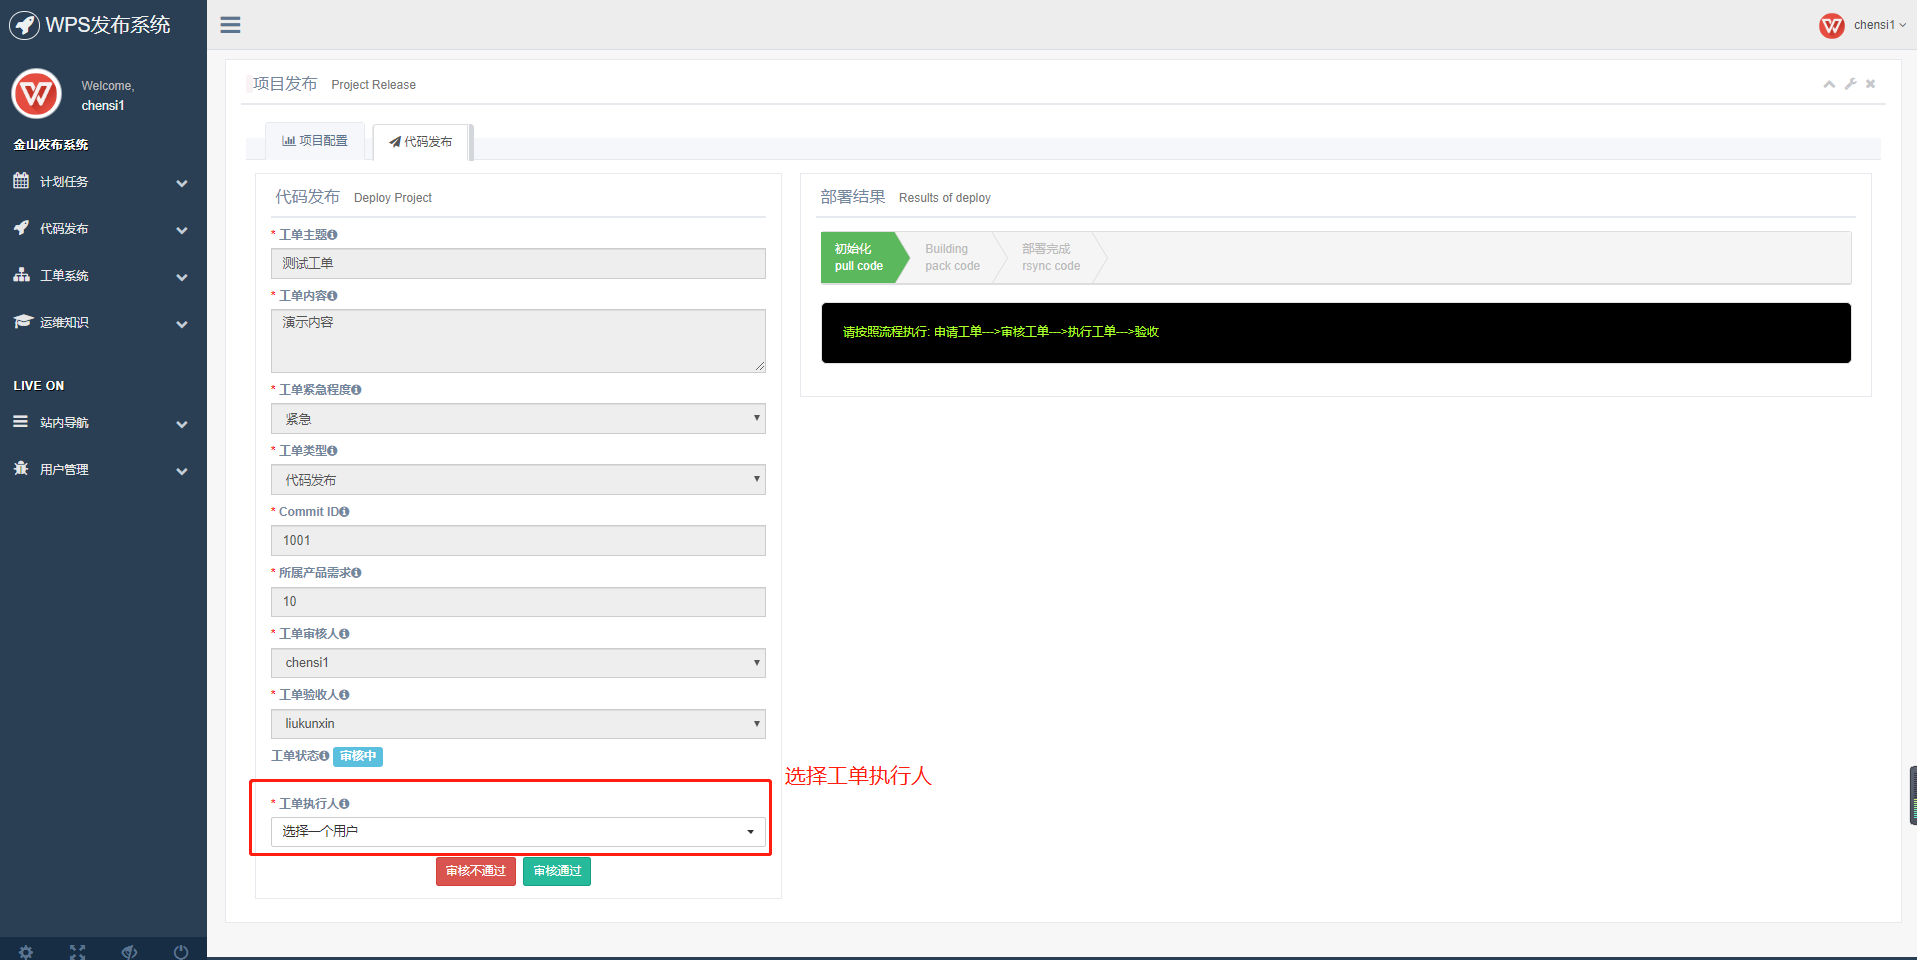 WPS发布系统
chensi1
Welcome,
chensi1
金山发布系统
计划任务
代码发布
工单系统
运维知识
LIVE ON
站内导航
用户管理
项目发布 Project Release
项目配置
代码发布
代码发布 Deploy Project
* 工单主题
测试工单
* 工单内容
演示内容
* 工单紧急程度
紧急
* 工单类型
代码发布
* Commit ID
1001
* 所属产品需求
10
* 工单审核人
chensi1
* 工单验收人
liukunxin
工单状态 审核中
* 工单执行人
选择一个用户
审核不通过 审核通过
选择工单执行人
部署结果 Results of deploy
初始化
pull code
Building
pack code
部署完成
rsync code
请按照流程执行: 申请工单--->审核工单--->执行工单--->验收